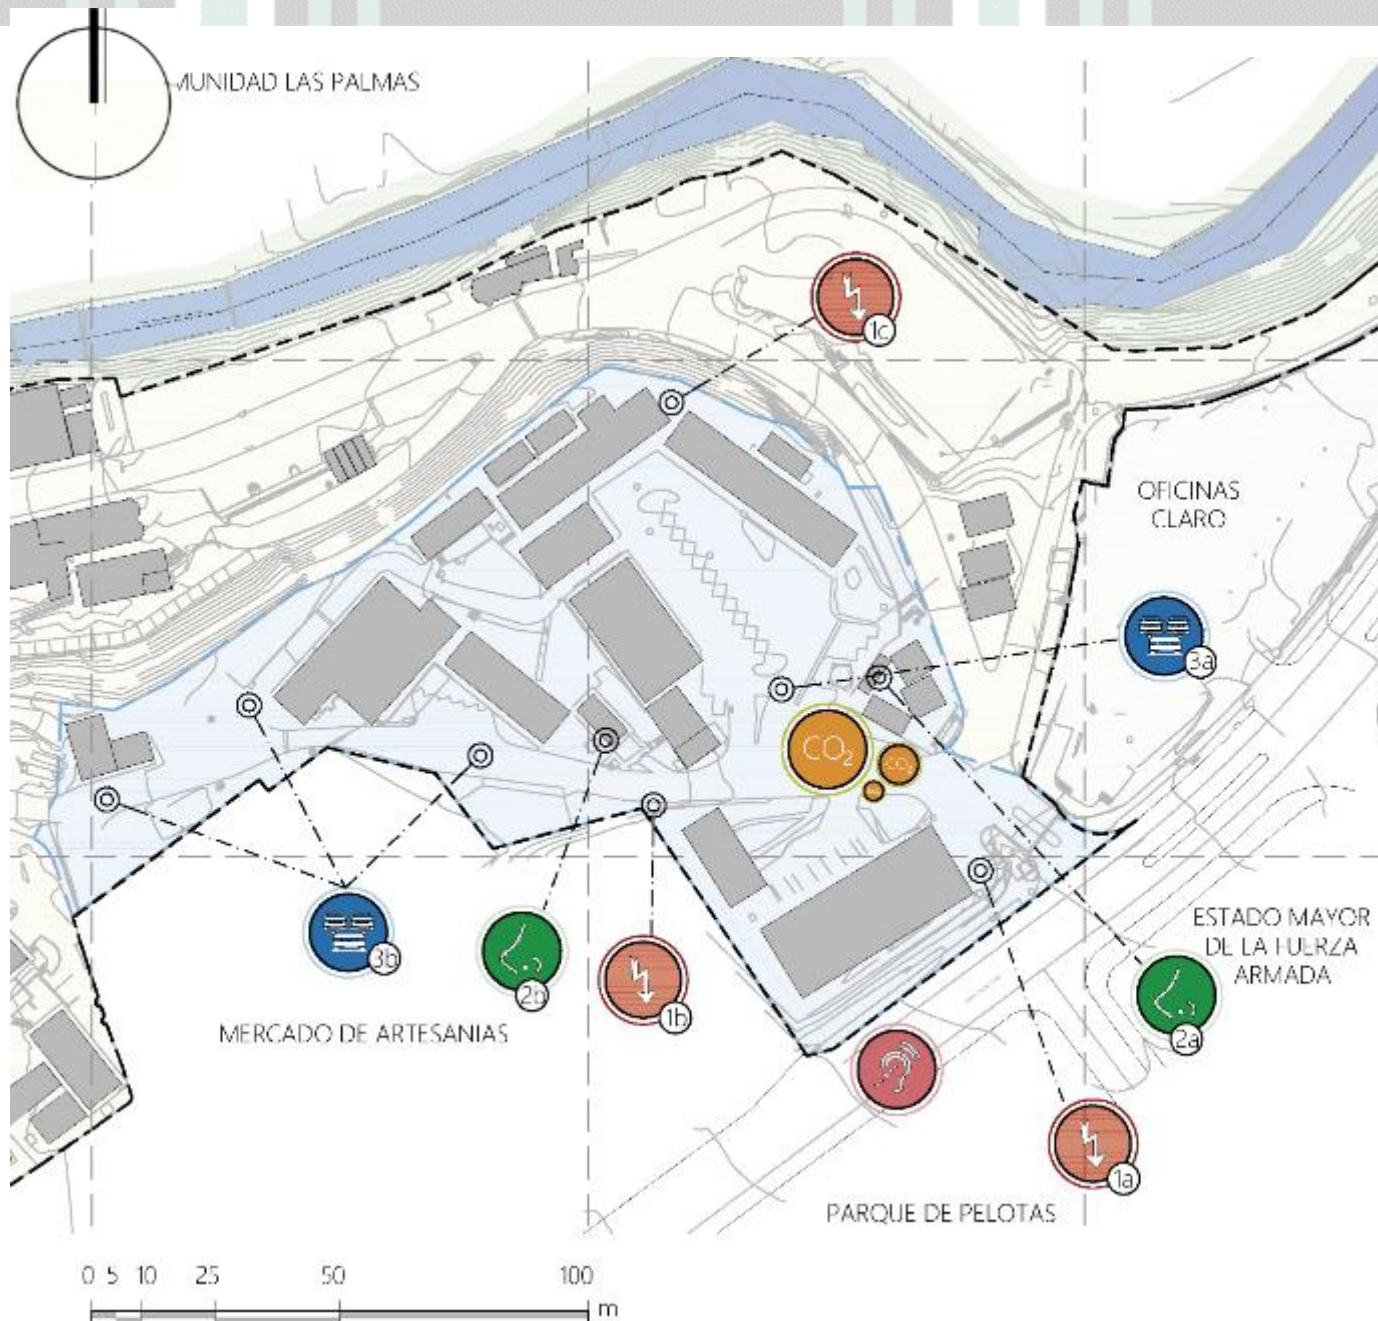 MUNIDAD LAS PALMAS
1c
OFICINAS
CLARO
3a
CO2
CO2
ESTADO MAYOR
DE LA FUERZA
ARMADA
3b
2b
1b
2a
MERCADO DE ARTESANIAS
1a
PARQUE DE PELOTAS
0 5 10 25 50 100
m